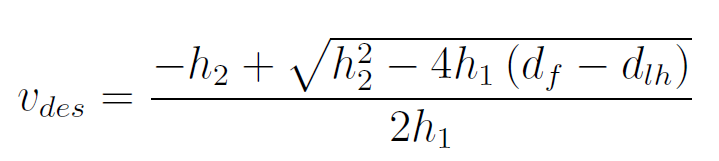 v_{des} = \frac{-h_2 + \sqrt{h_2^2 - 4h_1 (d_f - d_{lh})}}{2h_1}